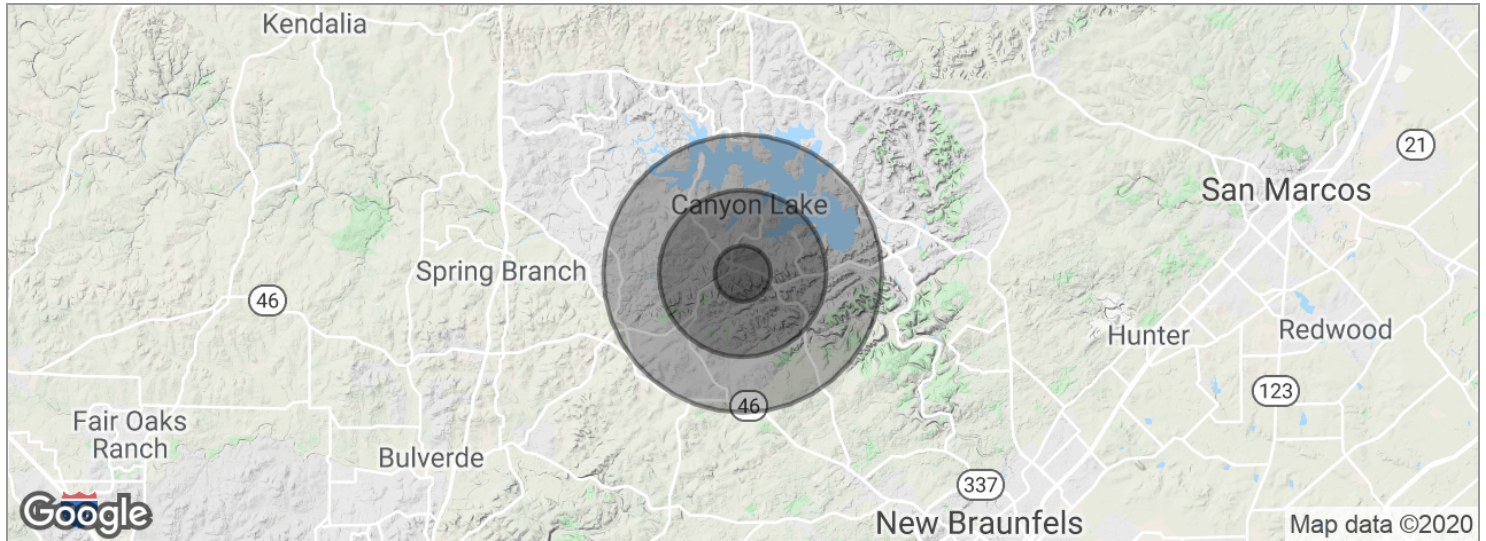 Kendalia
21
San Marcos
Canyon Lake
Spring Branch
46
Hunter
Redwood
123
46
Fair Oaks
Ranch
Bulverde
337
Google
New Braunfels
Map data ©2020